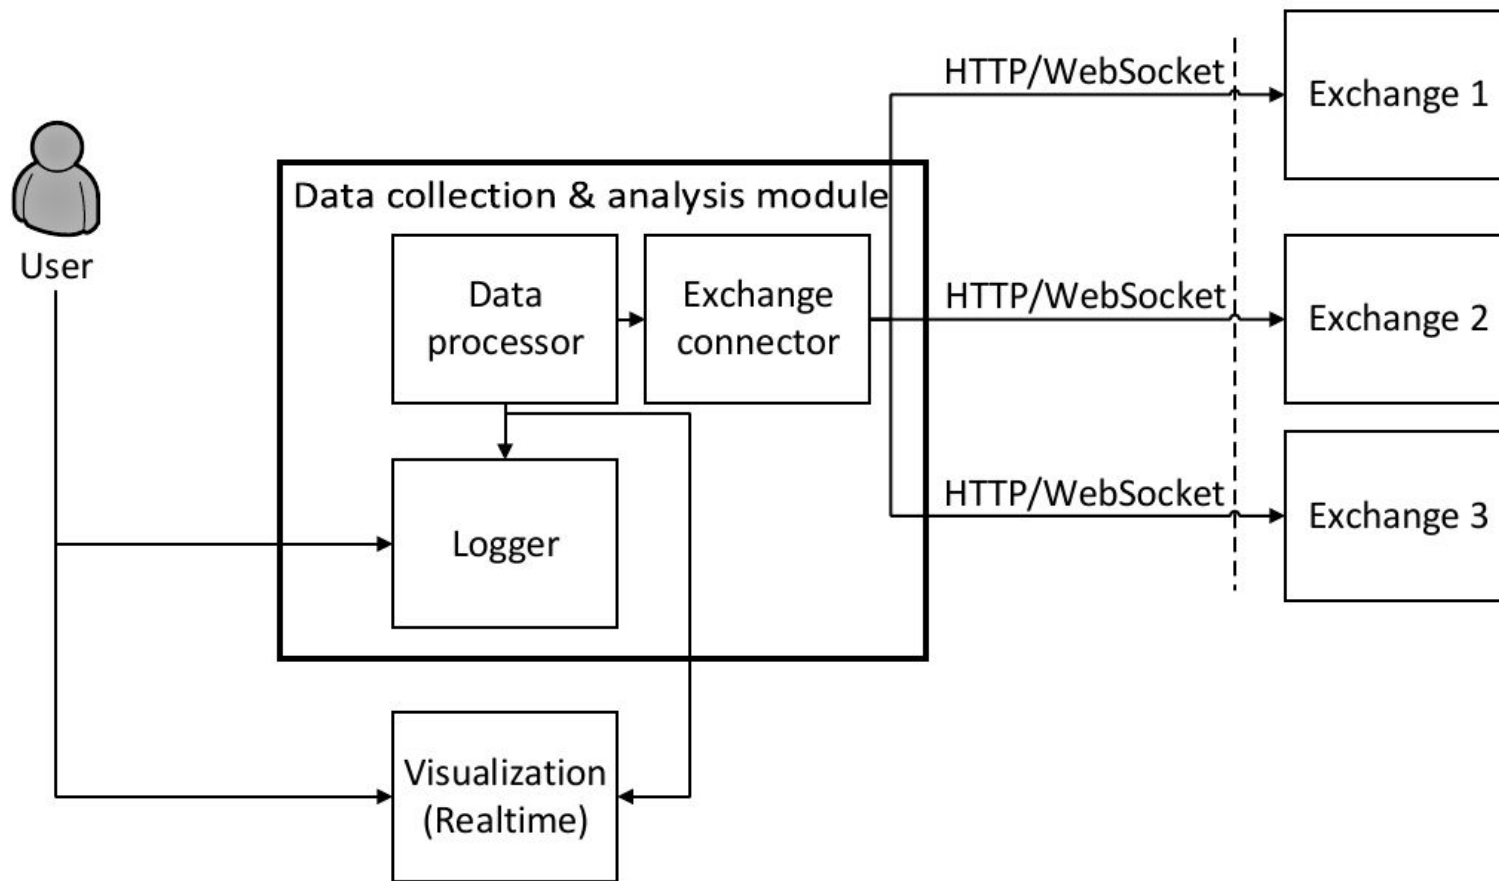 HTTP/WebSocket
Exchange 1
User
Data collection & analysis module
Data
processor
Exchange
connector
HTTP/WebSocket
Exchange 2
HTTP/WebSocket
Exchange 3
Logger
Visualization
(Realtime)